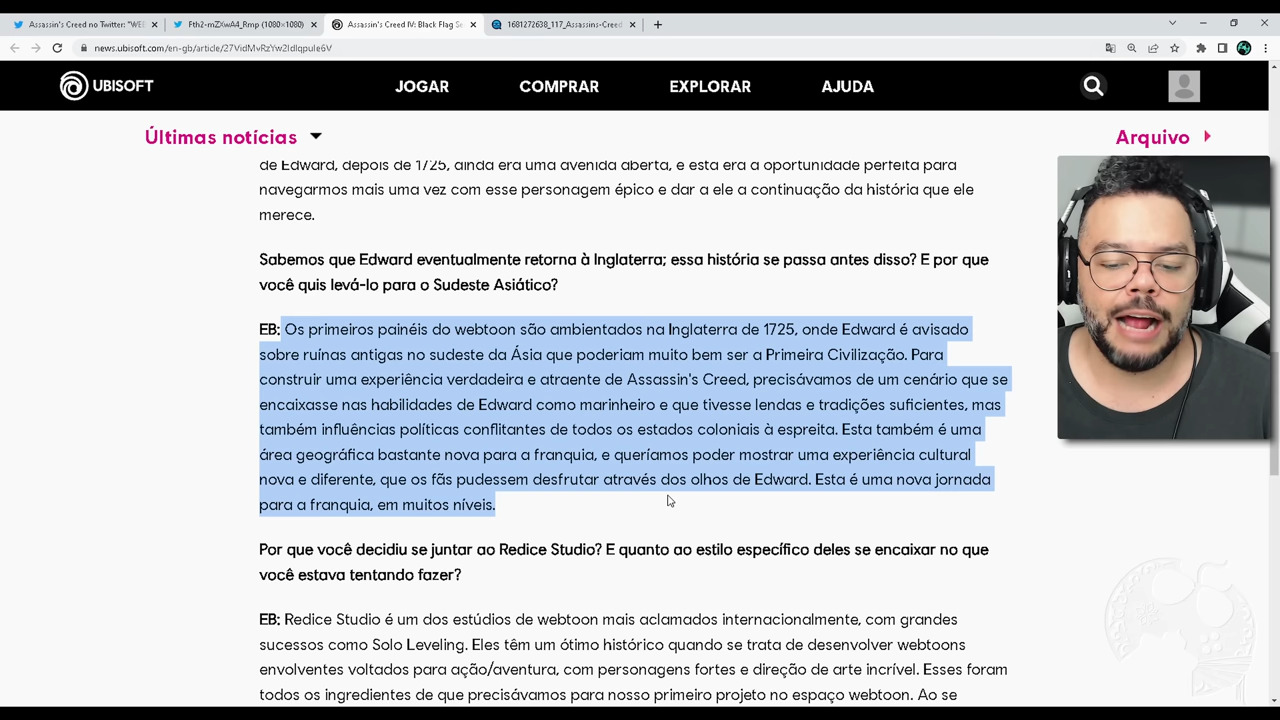 Assassin's Creed no Twitter: "WEI
Fth2-mZXwA4_Rmp (1080×1080)
Assassin's Creed IV: Black Flag Se
1681272638_117_Assassins-Creed
news.ubisoft.com/en-gb/article/27VidMvRzYw2IdIqpuIe6V
UBISOFT
JOGAR
COMPRAR
EXPLORAR
AJUDA
Últimas notícias
Arquivo
de Edward, depois de 1725, ainda era uma avenida aberta, e esta era a oportunidade perfeita para
navegarmos mais uma vez com esse personagem épico e dar a ele a continuação da história que ele
merece.
Sabemos que Edward eventualmente retorna à Inglaterra; essa história se passa antes disso? E por que
você quis levá-lo para o Sudeste Asiático?
EB: Os primeiros painéis do webtoon são ambientados na Inglaterra de 1725, onde Edward é avisado
sobre ruínas antigas no sudeste da Ásia que poderiam muito bem ser a Primeira Civilização. Para
construir uma experiência verdadeira e atraente de Assassin's Creed, precisávamos de um cenário que se
encaixasse nas habilidades de Edward como marinheiro e que tivesse lendas e tradições suficientes, mas
também influências políticas conflitantes de todos os estados coloniais à espreita. Esta também é uma
área geográfica bastante nova para a franquia, e queríamos poder mostrar uma experiência cultural
nova e diferente, que os fãs pudessem desfrutar através dos olhos de Edward. Esta é uma nova jornada
para a franquia, em muitos níveis.
Por que você decidiu se juntar ao Redice Studio? E quanto ao estilo específico deles se encaixar no que
você estava tentando fazer?
EB: Redice Studio é um dos estúdios de webtoon mais aclamados internacionalmente, com grandes
sucessos como Solo Leveling. Eles têm um ótimo histórico quando se trata de desenvolver webtoons
envolventes voltados para ação/aventura, com personagens fortes e direção de arte incrível. Esses foram
todos os ingredientes de que precisávamos para nosso primeiro projeto no espaço webtoon. Ao se